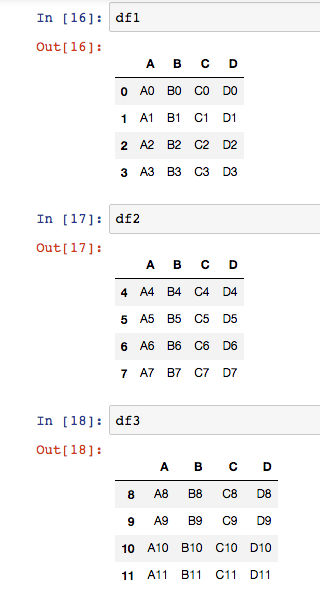 In [16]: df1
Out[16]:
A B C D
0 A0 B0 C0 D0
1 A1 B1 C1 D1
2 A2 B2 C2 D2
3 A3 B3 C3 D3
In [17]: df2
Out[17]:
A B C D
4 A4 B4 C4 D4
5 A5 B5 C5 D5
6 A6 B6 C6 D6
7 A7 B7 C7 D7
In [18]: df3
Out[18]:
A B C D
8 A8 B8 C8 D8
9 A9 B9 C9 D9
10 A10 B10 C10 D10
11 A11 B11 C11 D11